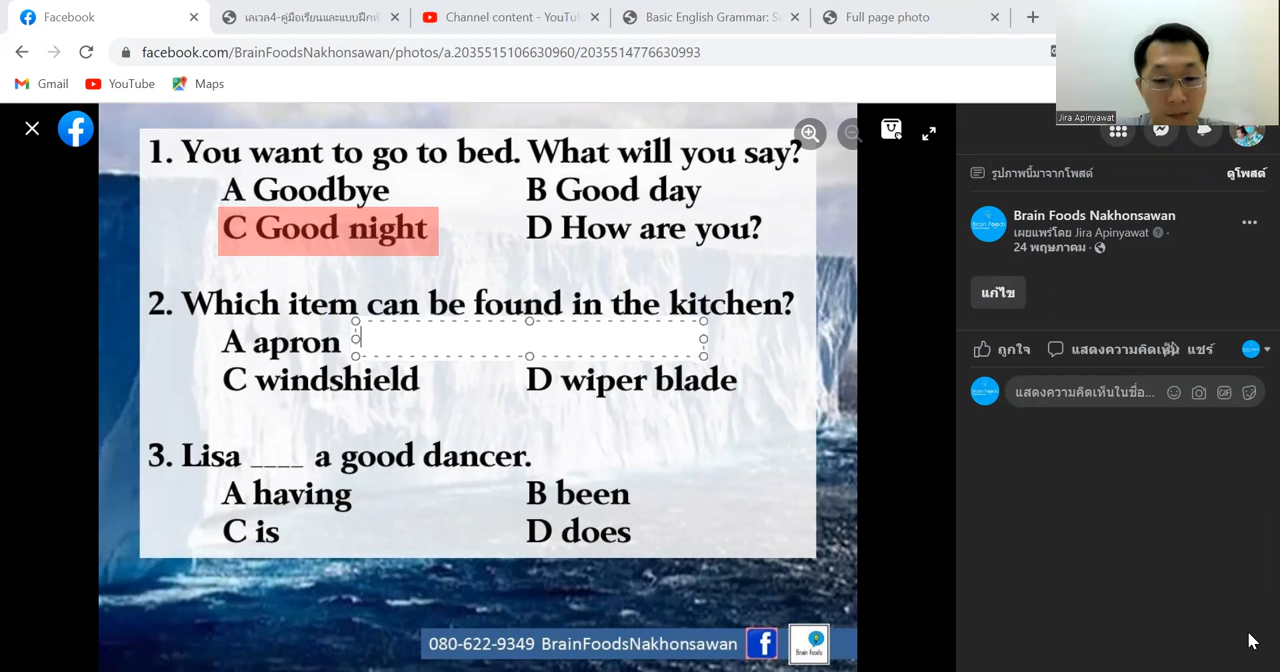 Facebook
เลเวล4-คู่มือเรียนและแบบฝึก
Channel content - YouTu
Basic English Grammar: S
Full page photo
facebook.com/BrainFoodsNakhonsawan/photos/a.2035515106630960/2035514776630993
Gmail
YouTube
Maps
Jira Apinyawat
1. You want to go to bed. What will you say?
A Goodbye
B Good day
C Good night
D How are you?
2. Which item can be found in the kitchen?
A apron
C windshield
D wiper blade
3. Lisa ____ a good dancer.
A having
B been
C is
D does
080-622-9349 BrainFoodsNakhonsawan
รูปภาพนี้มาจากโพสต์
ดูโพสต์
Brain Foods Nakhonsawan
เผยแพร่โดย Jira Apinyawat ·
24 พฤษภาคม ·
แก้ไข
ถูกใจ
แสดงความคิดเห็น
แชร์
แสดงความคิดเห็นในชื่อ...
GIF